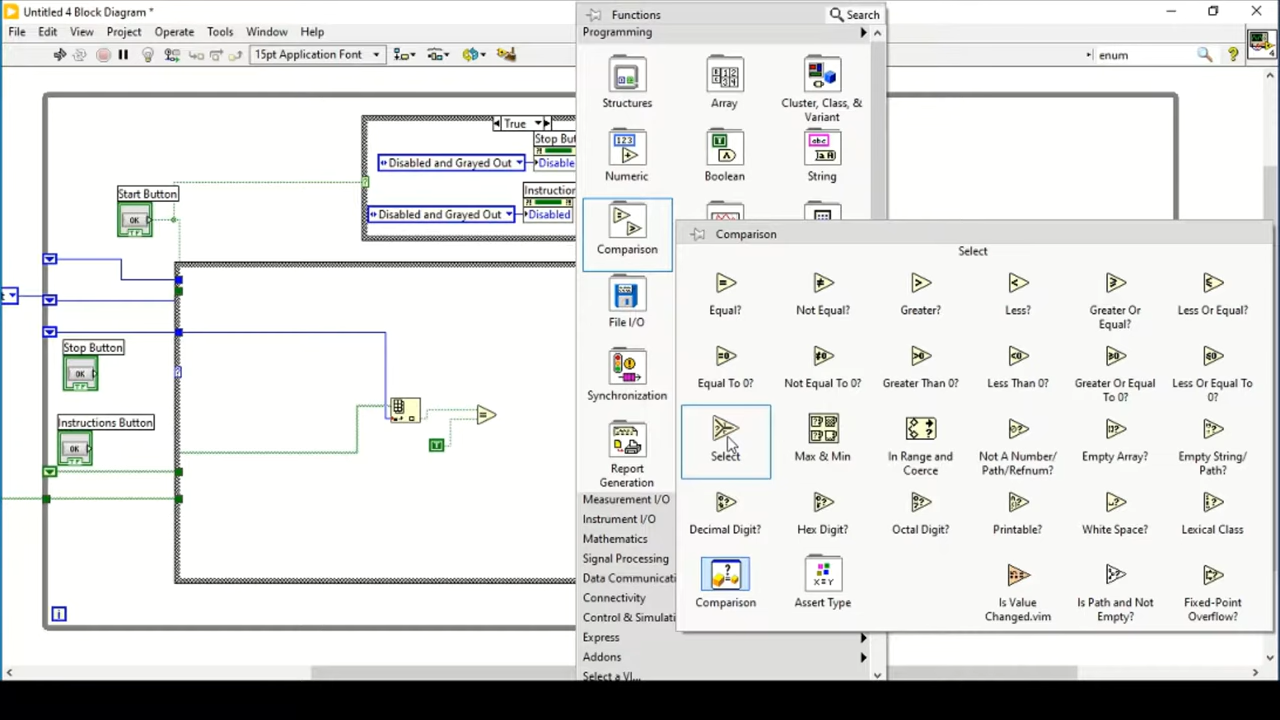 Untitled 4 Block Diagram *
File Edit View Project Operate Tools Window Help
15pt Application Font
enum
Functions
Search
Programming
Structures
Array
Cluster, Class, &
Variant
Numeric
Boolean
String
Comparison
File I/O
Synchronization
Report
Generation
Measurement I/O
Instrument I/O
Mathematics
Signal Processing
Data Communicati
Connectivity
Control & Simulati
Express
Addons
Select a VI...
Comparison
Select
Equal?
Not Equal?
Greater?
Less?
Greater Or
Equal?
Less Or Equal?
Equal To 0?
Not Equal To 0?
Greater Than 0?
Less Than 0?
Greater Or Equal
To 0?
Less Or Equal To
0?
Select
Max & Min
In Range and
Coerce
Not A Number/
Path/Refnum?
Empty Array?
Empty String/
Path?
Decimal Digit?
Hex Digit?
Octal Digit?
Printable?
White Space?
Lexical Class
Comparison
Assert Type
Is Value
Changed.vim
Is Path and Not
Empty?
Fixed-Point
Overflow?
True
Stop But
Disabled and Grayed Out
Disable
Instruction
Disabled and Grayed Out
Disabled
Start Button
OK
Stop Button
OK
Instructions Button
OK
T
i